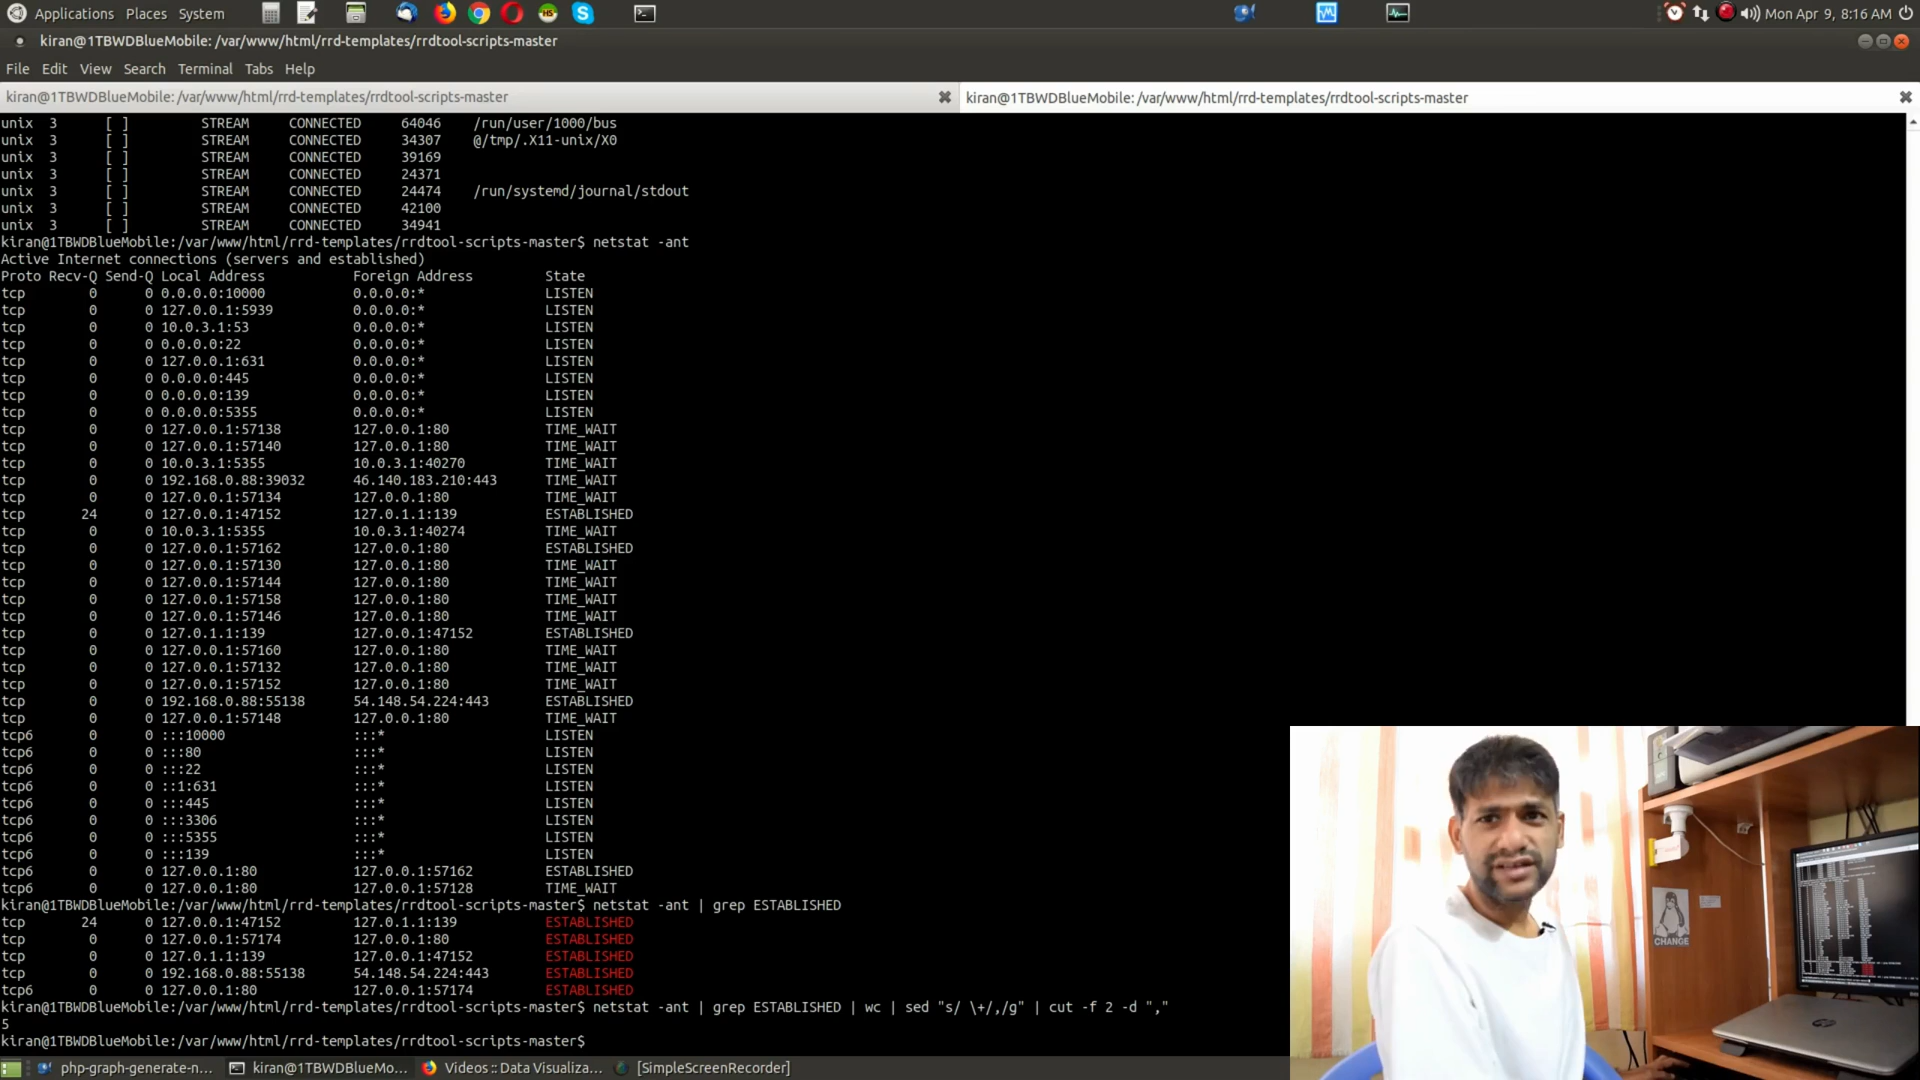 Applications Places System
Mon Apr 9, 8:16 AM
kiran@1TBWDBlueMobile: /var/www/html/rrd-templates/rrdtool-scripts-master
File Edit View Search Terminal Tabs Help
kiran@1TBWDBlueMobile: /var/www/html/rrd-templates/rrdtool-scripts-master
kiran@1TBWDBlueMobile: /var/www/html/rrd-templates/rrdtool-scripts-master
unix 3 [ ] STREAM CONNECTED 64046 /run/user/1000/bus
unix 3 [ ] STREAM CONNECTED 34307 @/tmp/.X11-unix/X0
unix 3 [ ] STREAM CONNECTED 39169
unix 3 [ ] STREAM CONNECTED 24371
unix 3 [ ] STREAM CONNECTED 24474 /run/systemd/journal/stdout
unix 3 [ ] STREAM CONNECTED 42100
unix 3 [ ] STREAM CONNECTED 34941
kiran@1TBWDBlueMobile:/var/www/html/rrd-templates/rrdtool-scripts-master$ netstat -ant
Active Internet connections (servers and established)
Proto Recv-Q Send-Q Local Address Foreign Address State
tcp 0 0 0.0.0.0:10000 0.0.0.0:* LISTEN
tcp 0 0 127.0.0.1:5939 0.0.0.0:* LISTEN
tcp 0 0 10.0.3.1:53 0.0.0.0:* LISTEN
tcp 0 0 0.0.0.0:22 0.0.0.0:* LISTEN
tcp 0 0 127.0.0.1:631 0.0.0.0:* LISTEN
tcp 0 0 0.0.0.0:445 0.0.0.0:* LISTEN
tcp 0 0 0.0.0.0:139 0.0.0.0:* LISTEN
tcp 0 0 0.0.0.0:5355 0.0.0.0:* LISTEN
tcp 0 0 127.0.0.1:57138 127.0.0.1:80 TIME_WAIT
tcp 0 0 127.0.0.1:57140 127.0.0.1:80 TIME_WAIT
tcp 0 0 10.0.3.1:5355 10.0.3.1:40270 TIME_WAIT
tcp 0 0 192.168.0.88:39032 46.140.183.210:443 TIME_WAIT
tcp 0 0 127.0.0.1:57134 127.0.0.1:80 TIME_WAIT
tcp 24 0 127.0.0.1:47152 127.0.1.1:139 ESTABLISHED
tcp 0 0 10.0.3.1:5355 10.0.3.1:40274 TIME_WAIT
tcp 0 0 127.0.0.1:57162 127.0.0.1:80 ESTABLISHED
tcp 0 0 127.0.0.1:57130 127.0.0.1:80 TIME_WAIT
tcp 0 0 127.0.0.1:57144 127.0.0.1:80 TIME_WAIT
tcp 0 0 127.0.0.1:57158 127.0.0.1:80 TIME_WAIT
tcp 0 0 127.0.0.1:57146 127.0.0.1:80 TIME_WAIT
tcp 0 0 127.0.1.1:139 127.0.0.1:47152 ESTABLISHED
tcp 0 0 127.0.0.1:57160 127.0.0.1:80 TIME_WAIT
tcp 0 0 127.0.0.1:57132 127.0.0.1:80 TIME_WAIT
tcp 0 0 127.0.0.1:57152 127.0.0.1:80 TIME_WAIT
tcp 0 0 192.168.0.88:55138 54.148.54.224:443 ESTABLISHED
tcp 0 0 127.0.0.1:57148 127.0.0.1:80 TIME_WAIT
tcp6 0 0 :::10000 :::* LISTEN
tcp6 0 0 :::80 :::* LISTEN
tcp6 0 0 :::22 :::* LISTEN
tcp6 0 0 ::1:631 :::* LISTEN
tcp6 0 0 :::445 :::* LISTEN
tcp6 0 0 :::3306 :::* LISTEN
tcp6 0 0 :::5355 :::* LISTEN
tcp6 0 0 :::139 :::* LISTEN
tcp6 0 0 127.0.0.1:80 127.0.0.1:57162 ESTABLISHED
tcp6 0 0 127.0.0.1:80 127.0.0.1:57128 TIME_WAIT
kiran@1TBWDBlueMobile:/var/www/html/rrd-templates/rrdtool-scripts-master$ netstat -ant | grep ESTABLISHED
tcp 24 0 127.0.0.1:47152 127.0.1.1:139 ESTABLISHED
tcp 0 0 127.0.0.1:57174 127.0.0.1:80 ESTABLISHED
tcp 0 0 127.0.1.1:139 127.0.0.1:47152 ESTABLISHED
tcp 0 0 192.168.0.88:55138 54.148.54.224:443 ESTABLISHED
tcp6 0 0 127.0.0.1:80 127.0.0.1:57174 ESTABLISHED
kiran@1TBWDBlueMobile:/var/www/html/rrd-templates/rrdtool-scripts-master$ netstat -ant | grep ESTABLISHED | wc | sed "s/ \+/,/g" | cut -f 2 -d ","
5
kiran@1TBWDBlueMobile:/var/www/html/rrd-templates/rrdtool-scripts-master$
CHANGE
php-graph-generate-n... kiran@1TBWDBlueMo... Videos :: Data Visualiza... [SimpleScreenRecorder]